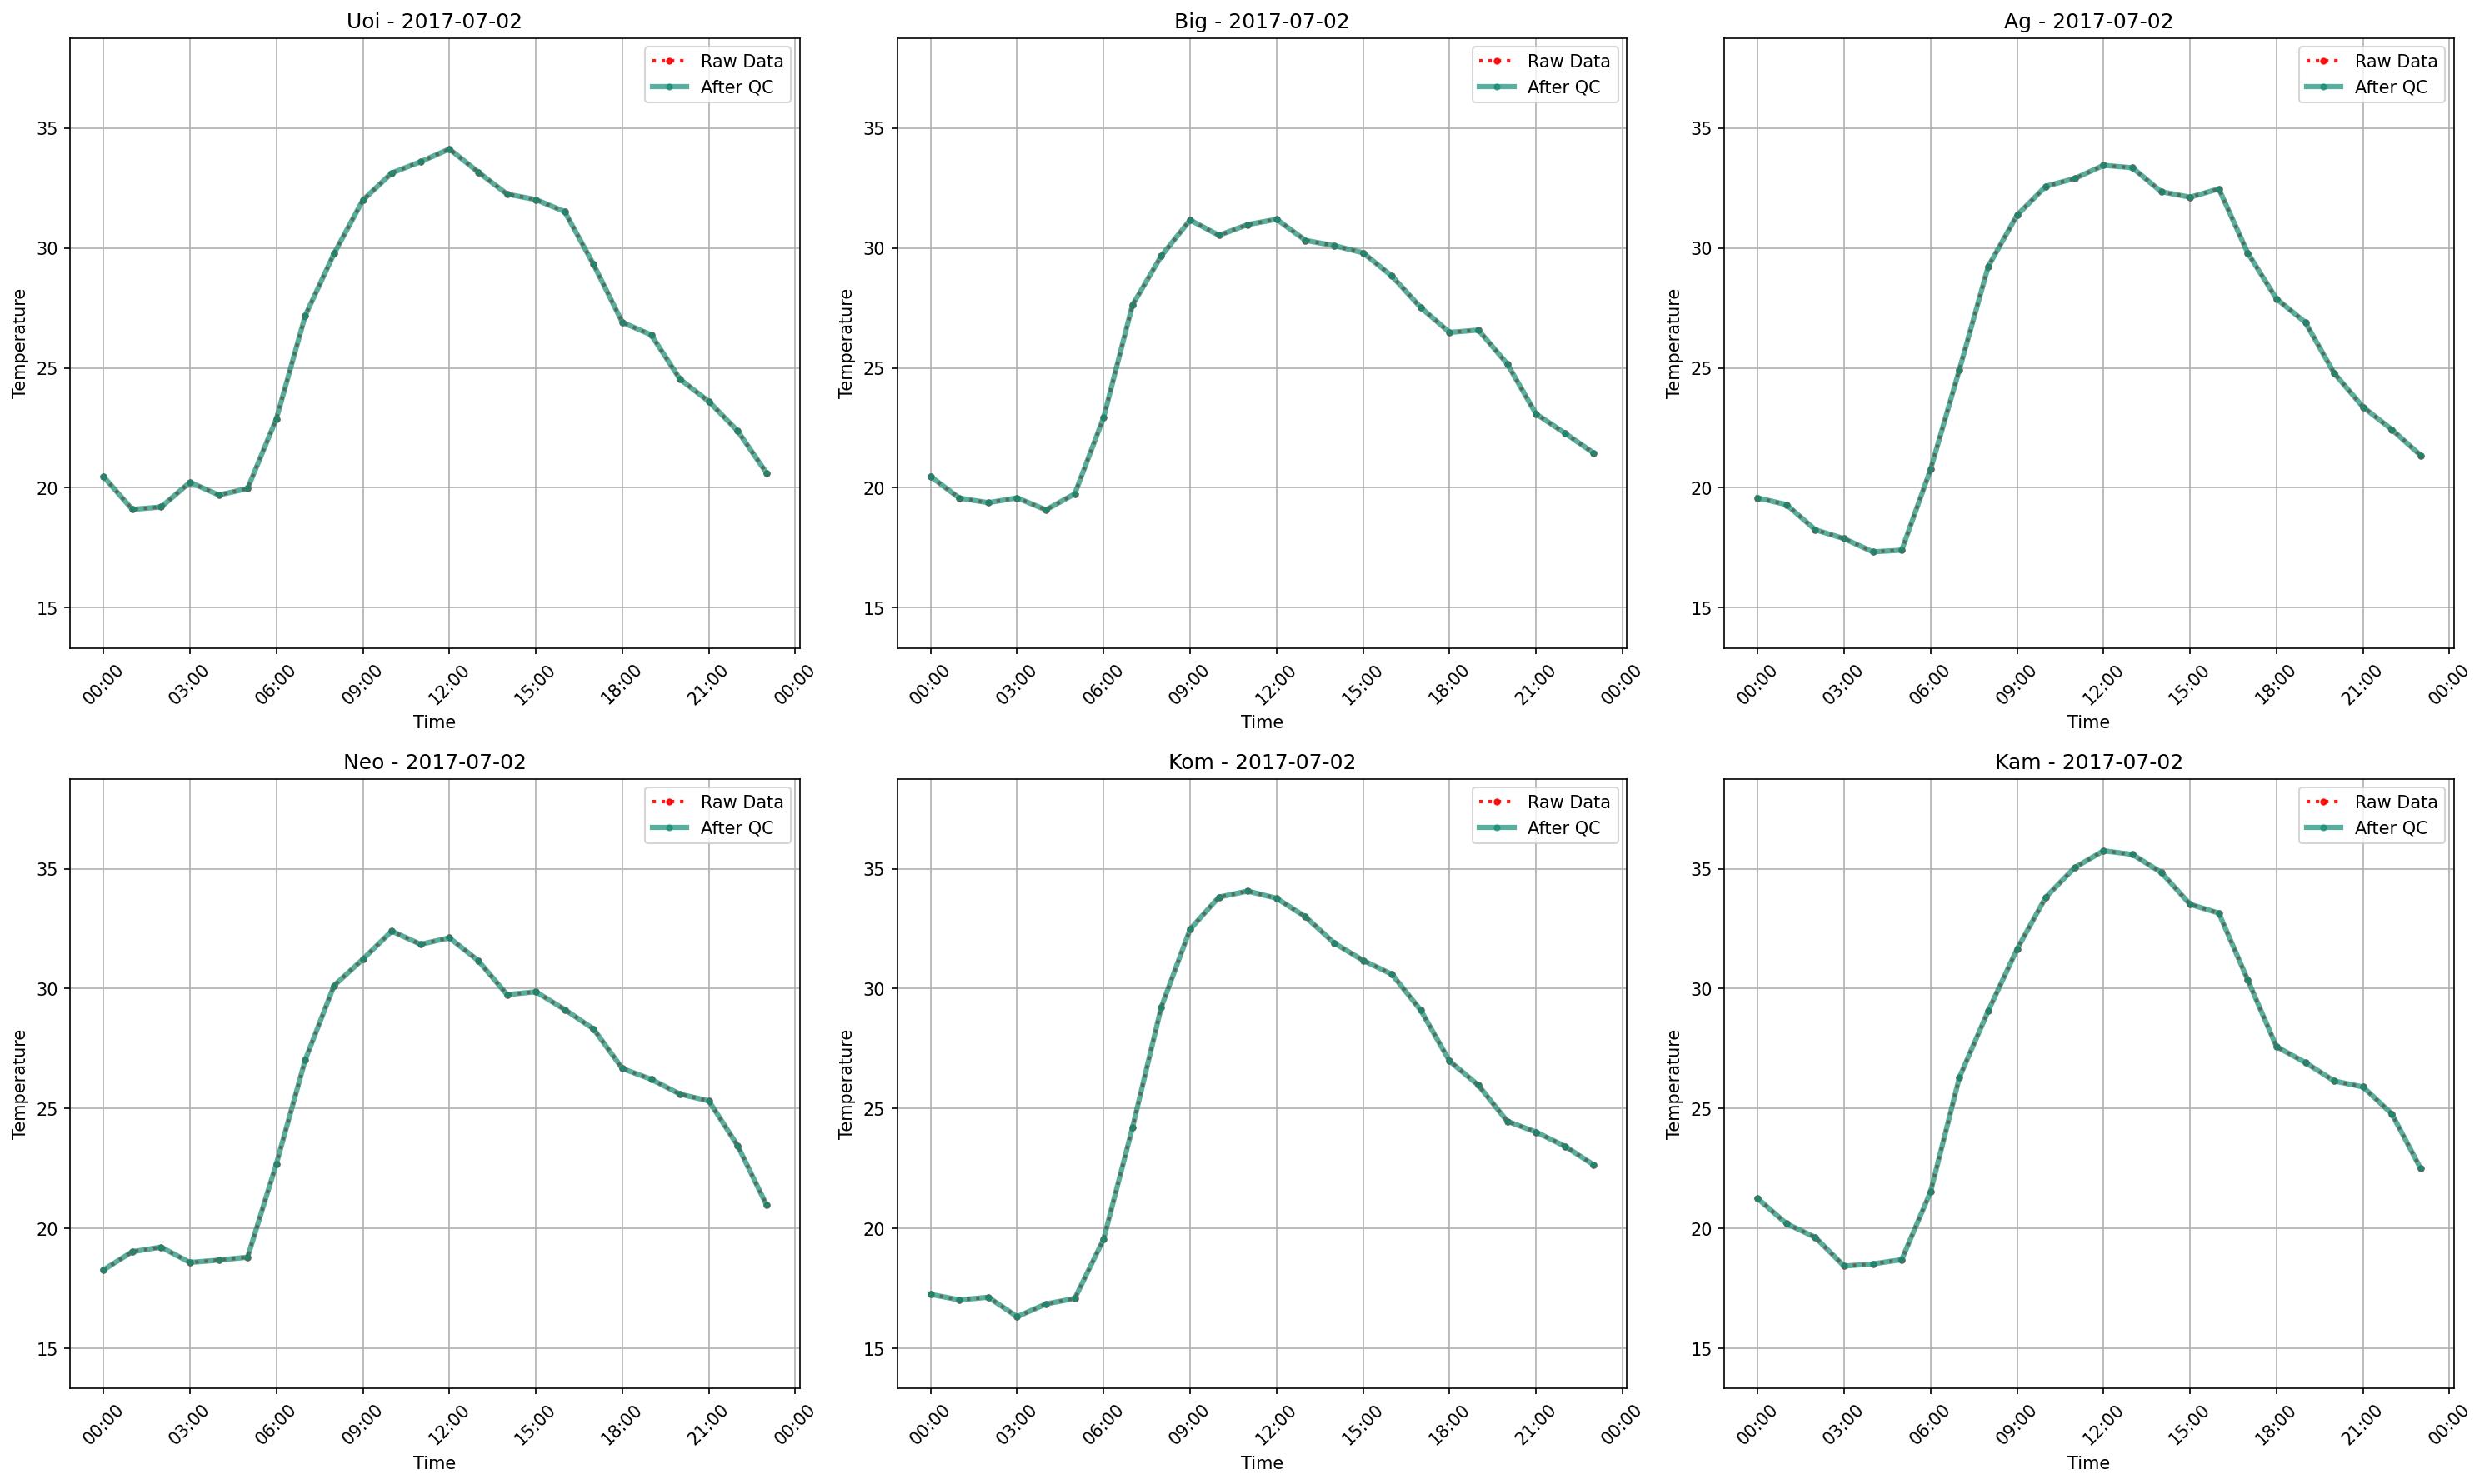 Uoi - 2017-07-02
Raw Data
After QC
35
30
25
20
15
Temperature
00:00
03:00
06:00
09:00
12:00
15:00
18:00
21:00
00:00
Time
Big - 2017-07-02
Raw Data
After QC
35
30
25
20
15
Temperature
00:00
03:00
06:00
09:00
12:00
15:00
18:00
21:00
00:00
Time
Ag - 2017-07-02
Raw Data
After QC
35
30
25
20
15
Temperature
00:00
03:00
06:00
09:00
12:00
15:00
18:00
21:00
00:00
Time
Neo - 2017-07-02
Raw Data
After QC
35
30
25
20
15
Temperature
00:00
03:00
06:00
09:00
12:00
15:00
18:00
21:00
00:00
Time
Kom - 2017-07-02
Raw Data
After QC
35
30
25
20
15
Temperature
00:00
03:00
06:00
09:00
12:00
15:00
18:00
21:00
00:00
Time
Kam - 2017-07-02
Raw Data
After QC
35
30
25
20
15
Temperature
00:00
03:00
06:00
09:00
12:00
15:00
18:00
21:00
00:00
Time